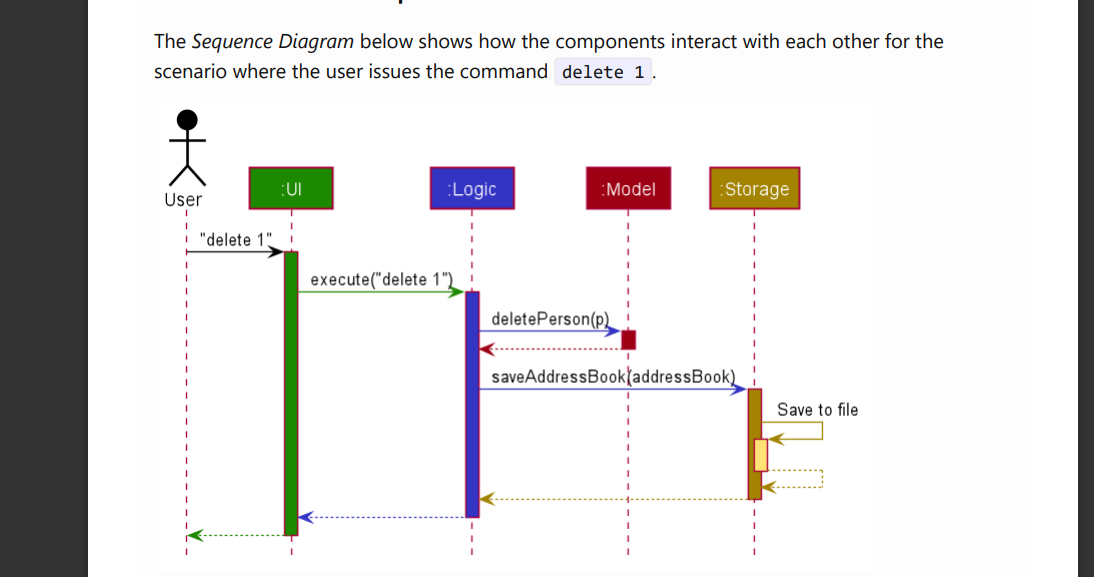 The Sequence Diagram below shows how the components interact with each other for the
scenario where the user issues the command delete 1 .
User
:UI
:Logic
:Model
:Storage
"delete 1"
execute("delete 1")
deletePerson(p)
saveAddressBook(addressBook)
Save to file